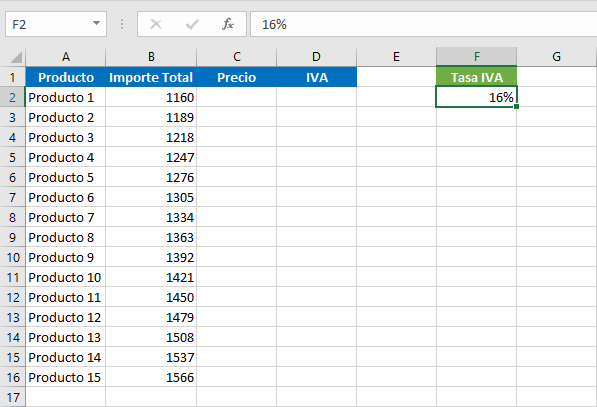 F2 fx 16%
A B C D E F G
1 Producto Importe Total Precio IVA Tasa IVA
2 Producto 1 1160 16%
3 Producto 2 1189
4 Producto 3 1218
5 Producto 4 1247
6 Producto 5 1276
7 Producto 6 1305
8 Producto 7 1334
9 Producto 8 1363
10 Producto 9 1392
11 Producto 10 1421
12 Producto 11 1450
13 Producto 12 1479
14 Producto 13 1508
15 Producto 14 1537
16 Producto 15 1566
17